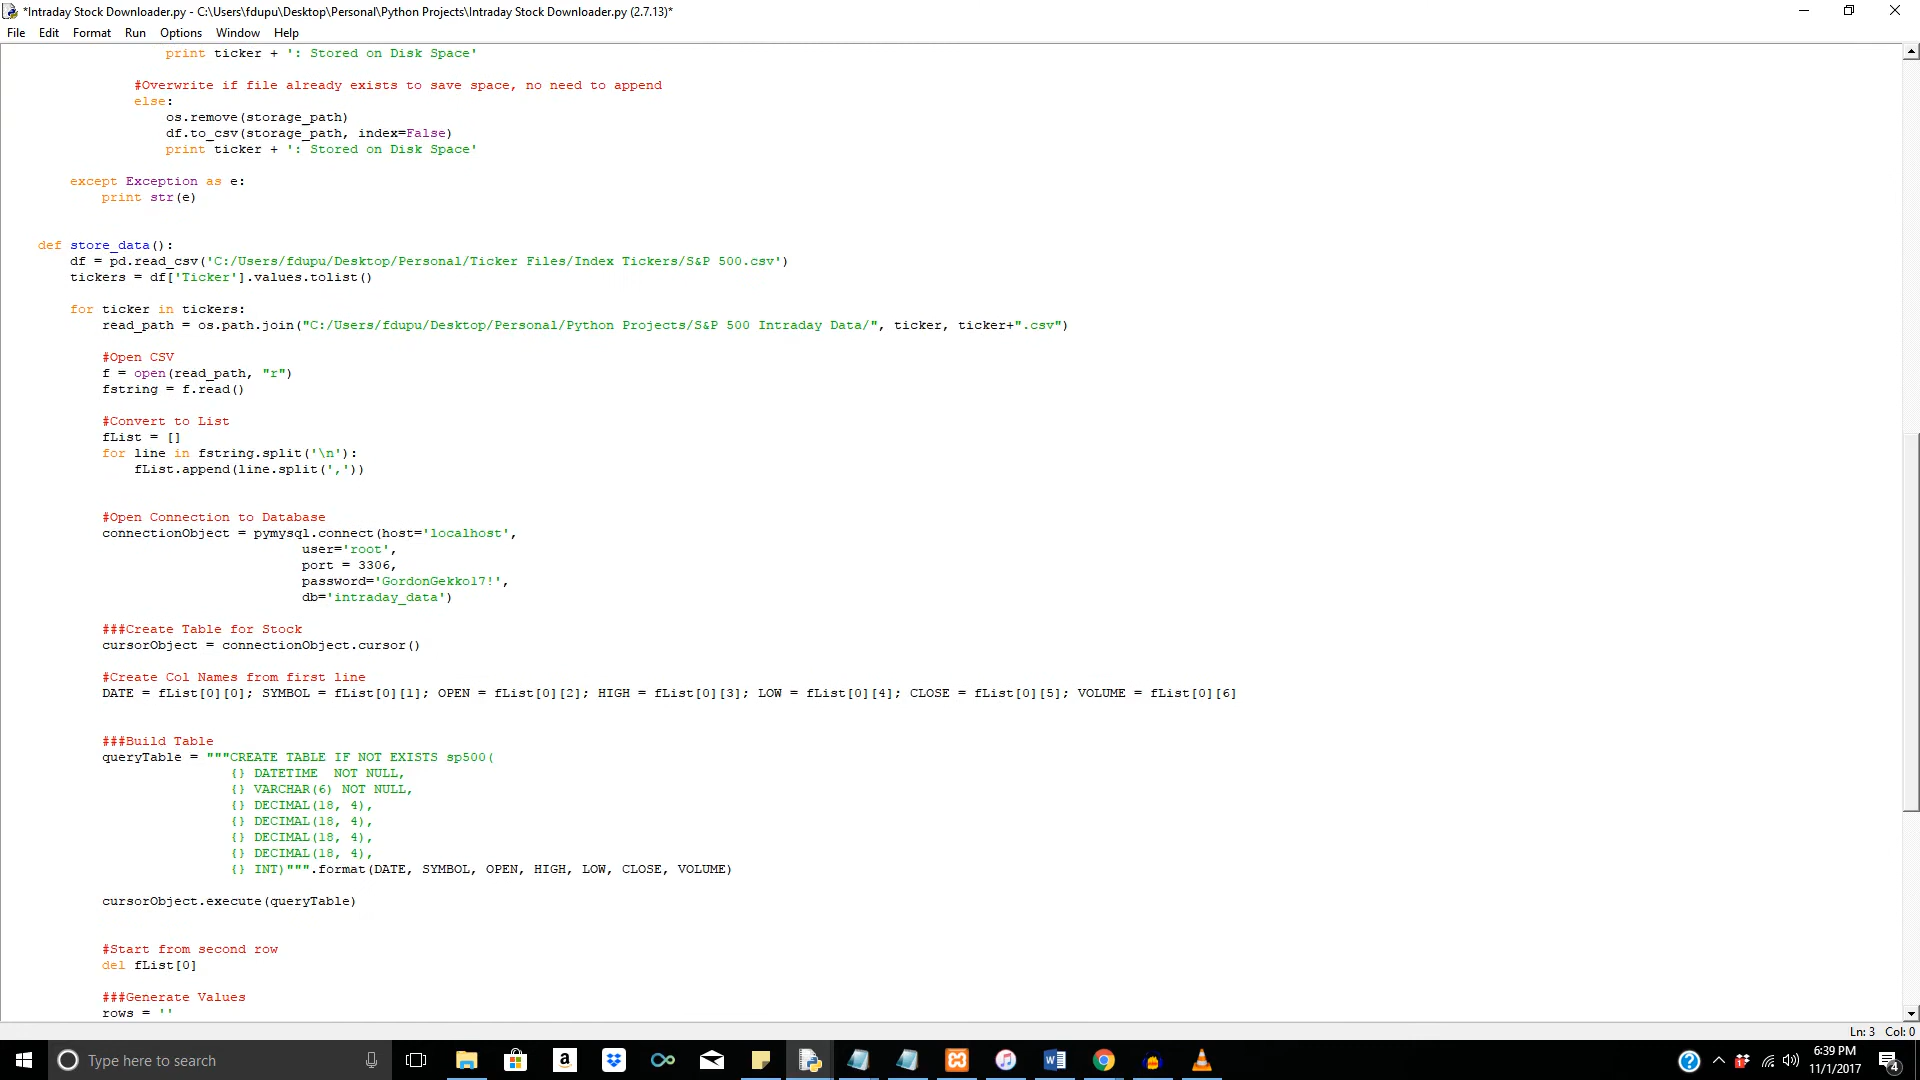 *Intraday Stock Downloader.py - C:\Users\fdupu\Desktop\Personal\Python Projects\Intraday Stock Downloader.py (2.7.13)*
File Edit Format Run Options Window Help
                    print ticker + ': Stored on Disk Space'

                #Overwrite if file already exists to save space, no need to append
                else:
                    os.remove(storage_path)
                    df.to_csv(storage_path, index=False)
                    print ticker + ': Stored on Disk Space'

        except Exception as e:
            print str(e)


    def store_data():
        df = pd.read_csv('C:/Users/fdupu/Desktop/Personal/Ticker Files/Index Tickers/S&P 500.csv')
        tickers = df['Ticker'].values.tolist()

        for ticker in tickers:
            read_path = os.path.join("C:/Users/fdupu/Desktop/Personal/Python Projects/S&P 500 Intraday Data/", ticker, ticker+".csv")

            #Open CSV
            f = open(read_path, "r")
            fstring = f.read()

            #Convert to List
            fList = []
            for line in fstring.split('\n'):
                fList.append(line.split(','))


            #Open Connection to Database
            connectionObject = pymysql.connect(host='localhost',
                                     user='root',
                                     port = 3306,
                                     password='GordonGekko17!',
                                     db='intraday_data')

            ###Create Table for Stock
            cursorObject = connectionObject.cursor()

            #Create Col Names from first line
            DATE = fList[0][0]; SYMBOL = fList[0][1]; OPEN = fList[0][2]; HIGH = fList[0][3]; LOW = fList[0][4]; CLOSE = fList[0][5]; VOLUME = fList[0][6]


            ###Build Table
            queryTable = """CREATE TABLE IF NOT EXISTS sp500(
                            {} DATETIME  NOT NULL,
                            {} VARCHAR(6) NOT NULL,
                            {} DECIMAL(18, 4),
                            {} DECIMAL(18, 4),
                            {} DECIMAL(18, 4),
                            {} DECIMAL(18, 4),
                            {} INT)""".format(DATE, SYMBOL, OPEN, HIGH, LOW, CLOSE, VOLUME)

            cursorObject.execute(queryTable)


            #Start from second row
            del fList[0]

            ###Generate Values
            rows = ''
Ln: 3 Col: 0
Type here to search
6:39 PM
11/1/2017
4